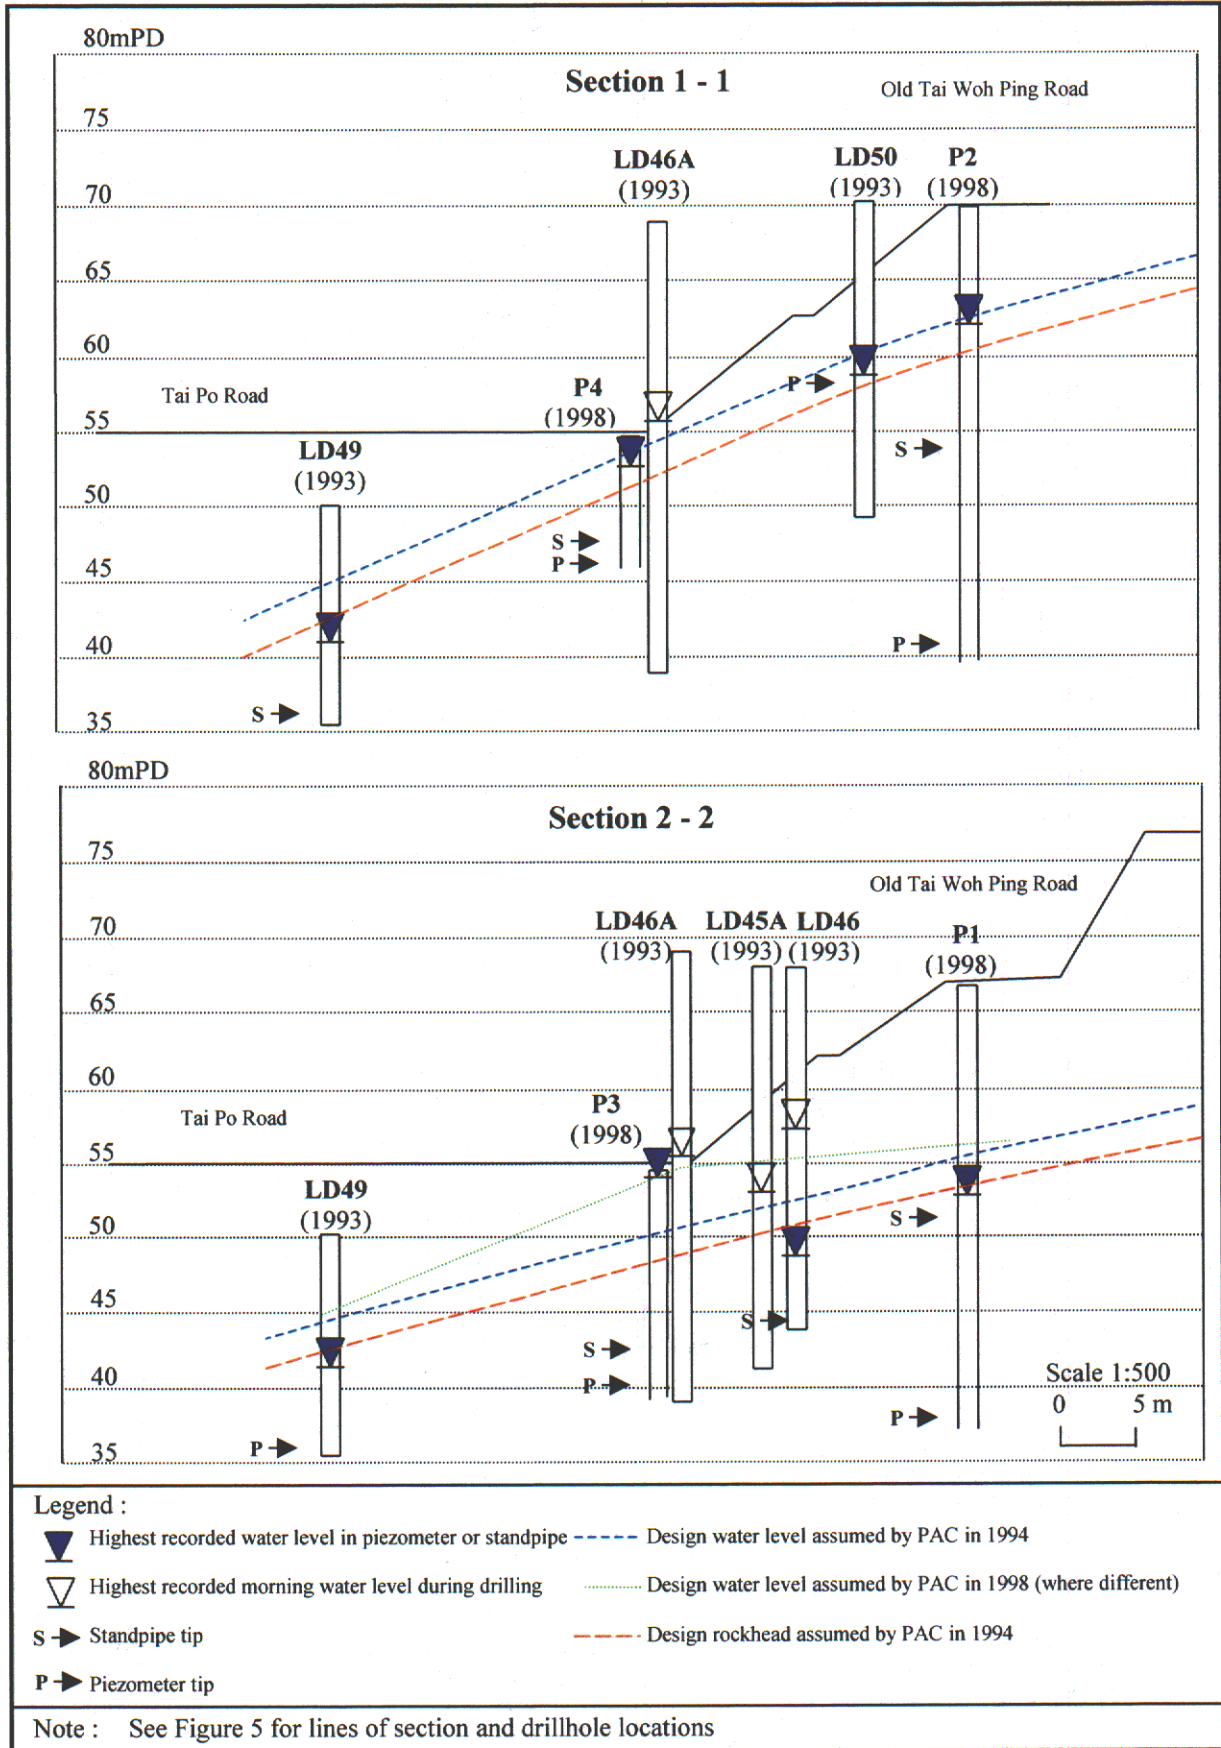 80mPD
Section 1 - 1
Old Tai Woh Ping Road
75
LD46A
(1993)
LD50
(1993)
P2
(1998)
70
65
60
P
P4
(1998)
Tai Po Road
55
S
LD49
(1993)
50
S
P
45
40
P
S
35
80mPD
Section 2 - 2
75
Old Tai Woh Ping Road
LD46A
(1993)
LD45A
(1993)
LD46
(1993)
P1
(1998)
70
65
60
P3
(1998)
Tai Po Road
55
LD49
(1993)
S
50
45
S
S
40
P
Scale 1:500
0 5 m
P
P
35
Legend :
Highest recorded water level in piezometer or standpipe
Design water level assumed by PAC in 1994
Highest recorded morning water level during drilling
Design water level assumed by PAC in 1998 (where different)
S Standpipe tip
Design rockhead assumed by PAC in 1994
P Piezometer tip
Note : See Figure 5 for lines of section and drillhole locations